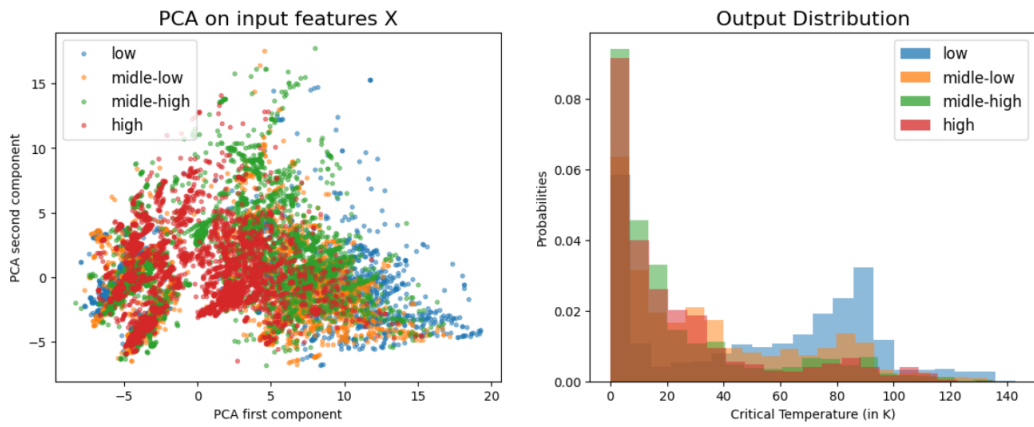 PCA on input features X
low
midle-low
midle-high
high
15
10
5
0
−5
PCA second component
−5
0
5
10
15
20
PCA first component
Output Distribution
low
midle-low
midle-high
high
0.08
0.06
0.04
0.02
0.00
Probabilities
0
20
40
60
80
100
120
140
Critical Temperature (in K)